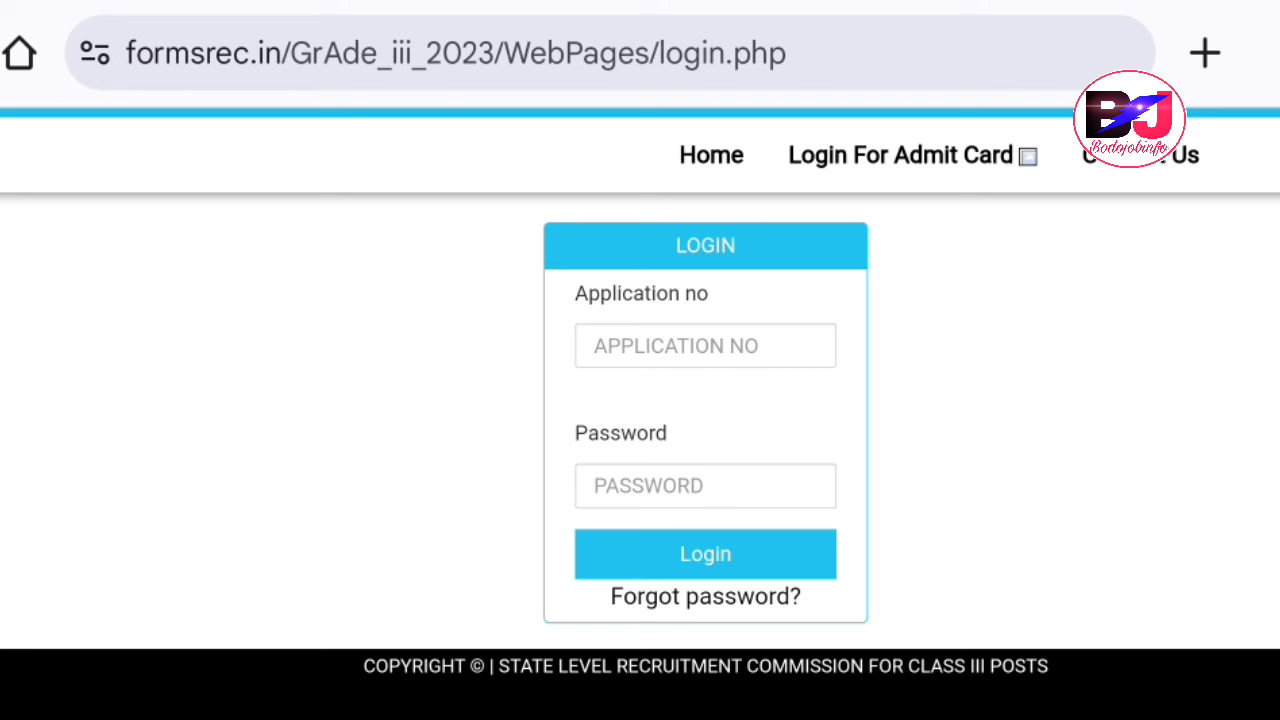 formsrec.in/GrAde_iii_2023/WebPages/login.php
BJ
Bodojobinfo
Home Login For Admit Card Us
LOGIN
Application no
APPLICATION NO
Password
PASSWORD
Login
Forgot password?
COPYRIGHT © | STATE LEVEL RECRUITMENT COMMISSION FOR CLASS III POSTS